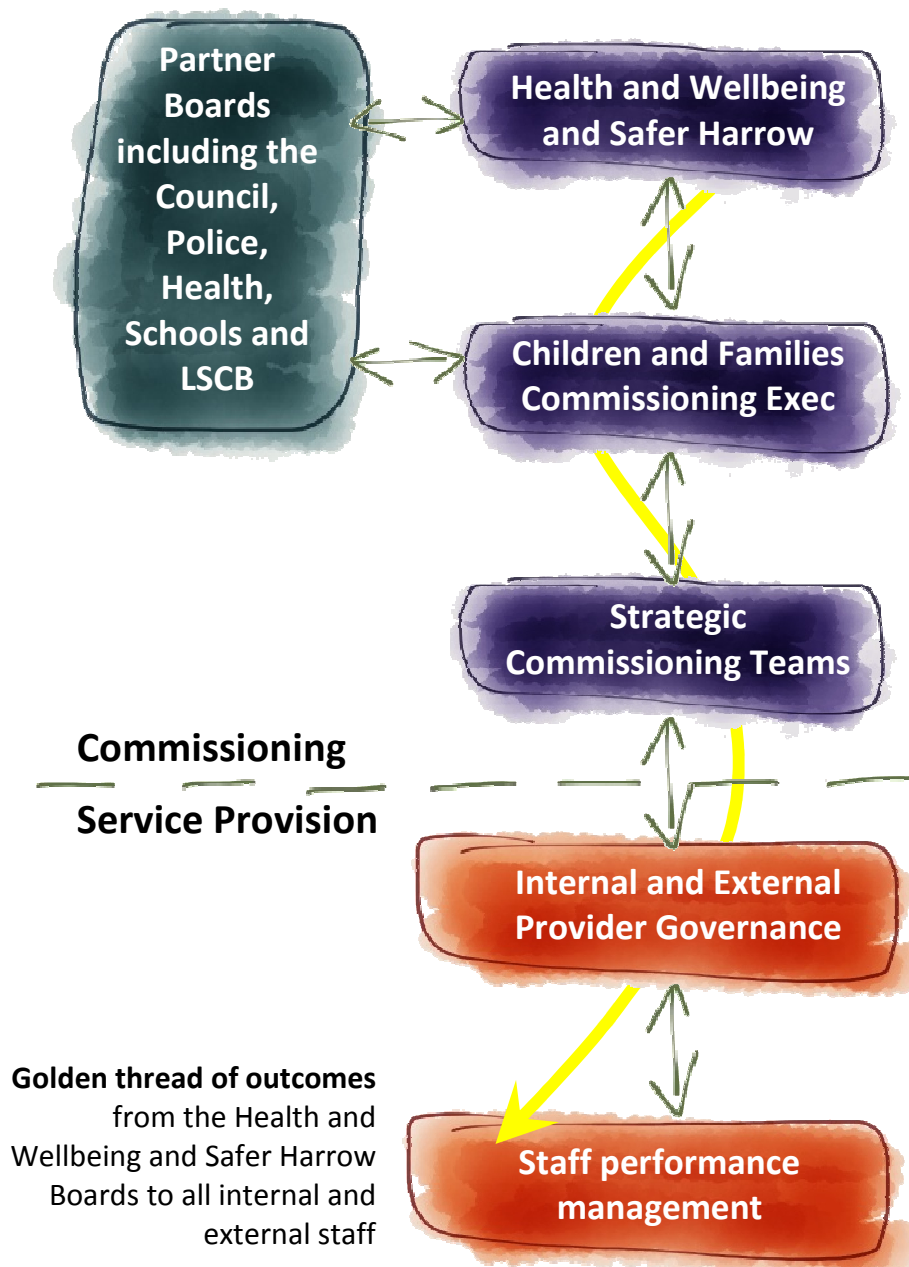 Partner
Boards
including the
Council,
Police,
Health,
Schools and
LSCB
Health and Wellbeing
and Safer Harrow
Children and Families
Commissioning Exec
Strategic
Commissioning Teams
Commissioning
Service Provision
Internal and External
Provider Governance
Golden thread of outcomes
from the Health and
Wellbeing and Safer Harrow
Boards to all internal and
external staff
Staff performance
management